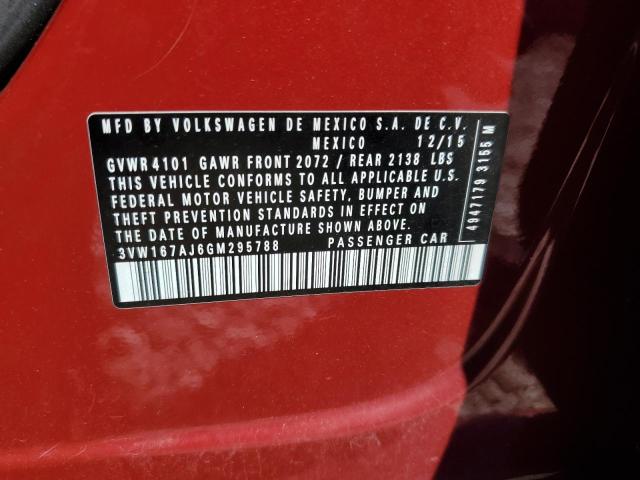 MFD BY VOLKSWAGEN DE MEXICO S.A. DE C.V.
MEXICO 12/15
GVWR 4101 GAWR FRONT 2072 / REAR 2138 LBS
THIS VEHICLE CONFORMS TO ALL APPLICABLE U.S.
FEDERAL MOTOR VEHICLE SAFETY, BUMPER AND
THEFT PREVENTION STANDARDS IN EFFECT ON
THE DATE OF MANUFACTURE SHOWN ABOVE.
3VW167AJ6GM295788 PASSENGER CAR
4947179 3155 M